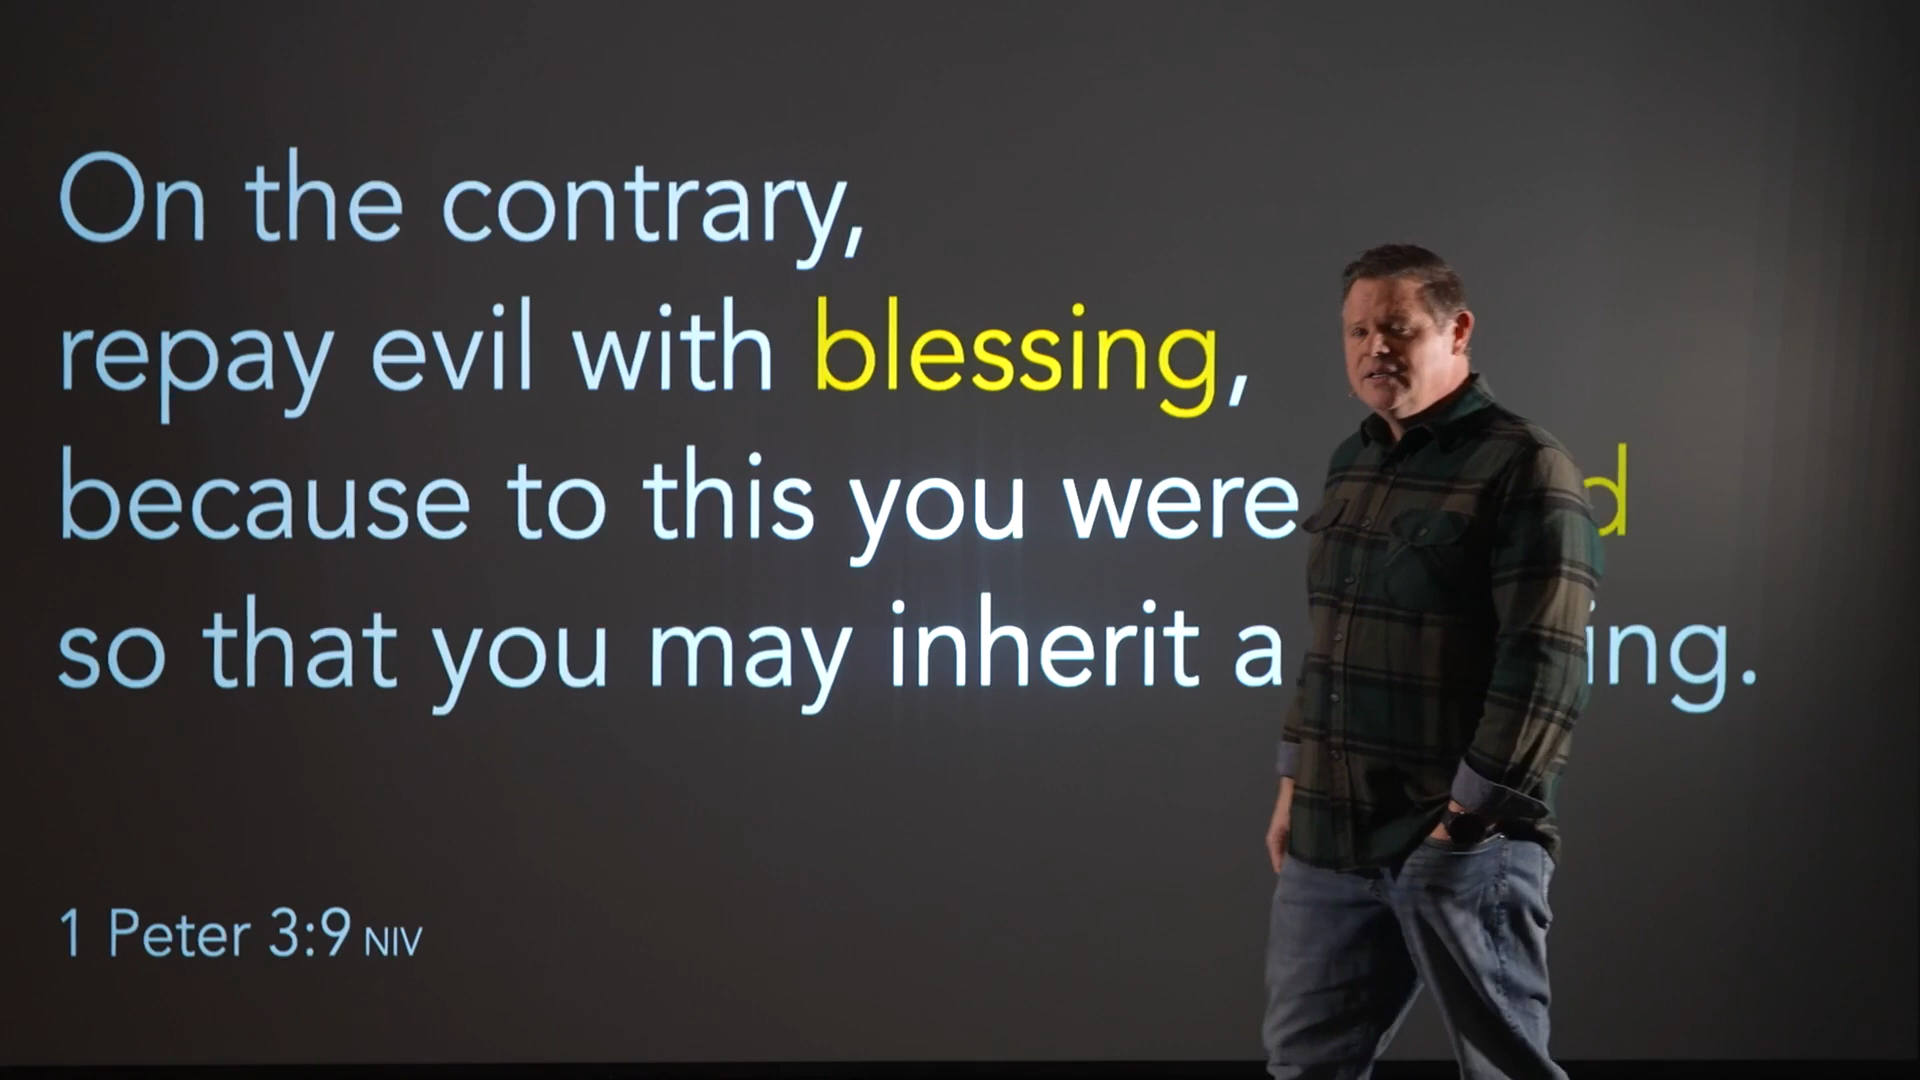 On the contrary,
repay evil with blessing,
because to this you were
so that you may inherit a
1 Peter 3:9 NIV